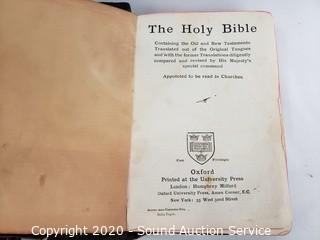 The Holy Bible
Containing the Old and New Testaments
Translated out of the Original Tongues
and with the former Translations diligently
compared and revised by His Majesty's
special command
Appointed to be read in Churches
Cum Privilegio
Oxford
Printed at the University Press
London: Humphrey Milford
Oxford University Press, Amen Corner, E.C.
New York: 35 West 32nd Street
Copyright 2020 - Sound Auction Service